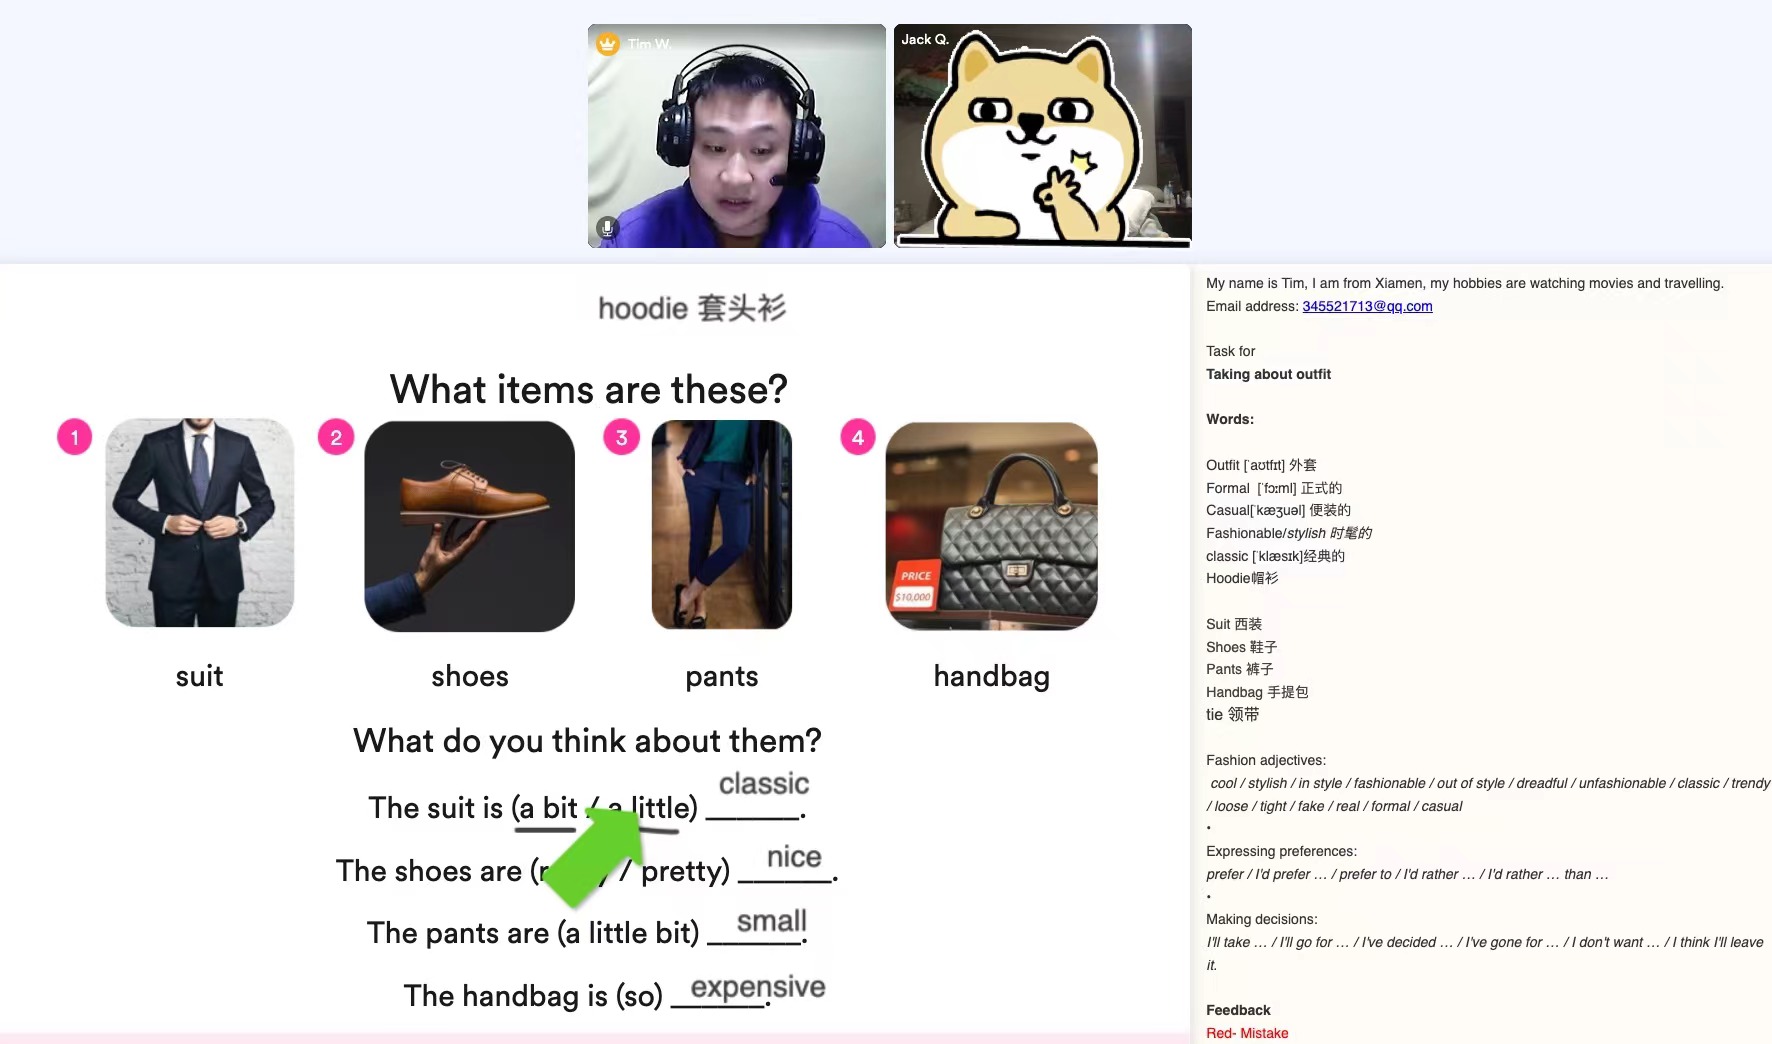 Tim W.
Jack Q.
hoodie 套头衫
What items are these?
1
2
3
4
PRICE
$10,000
suit
shoes
pants
handbag
What do you think about them?
classic
The suit is (a bit / a little) ______.
nice
The shoes are ( / pretty) ______.
small
The pants are (a little bit) ______.
expensive
The handbag is (so) ______.
My name is Tim, I am from Xiamen, my hobbies are watching movies and travelling.
Email address: 345521713@qq.com
Task for
Taking about outfit
Words:
Outfit [ˈaʊtfɪt] 外套
Formal  [ˈfɔːml] 正式的
Casual[ˈkæʒuəl] 便装的
Fashionable/stylish 时髦的
classic [ˈklæsɪk]经典的
Hoodie帽衫
Suit 西装
Shoes 鞋子
Pants 裤子
Handbag 手提包
tie 领带
Fashion adjectives:
cool / stylish / in style / fashionable / out of style / dreadful / unfashionable / classic / trendy
/ loose / tight / fake / real / formal / casual
•
Expressing preferences:
prefer / I'd prefer … / prefer to / I'd rather … / I'd rather … than …
•
Making decisions:
I'll take … / I'll go for … / I've decided … / I've gone for … / I don't want … / I think I'll leave
it.
Feedback
Red- Mistake